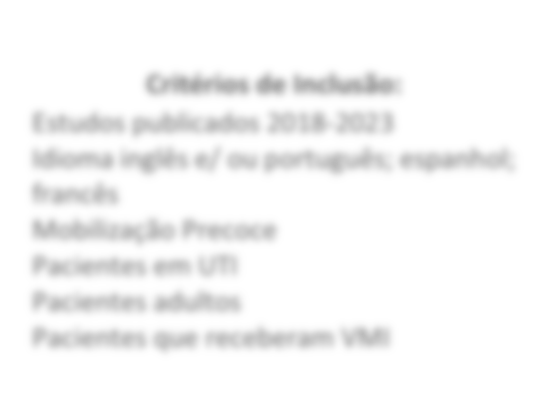 Critérios de Inclusão:
Estudos publicados 2018-2023
Idioma inglês e/ ou português; espanhol;
francês
Mobilização Precoce
Pacientes em UTI
Pacientes adultos
Pacientes que receberam VMI